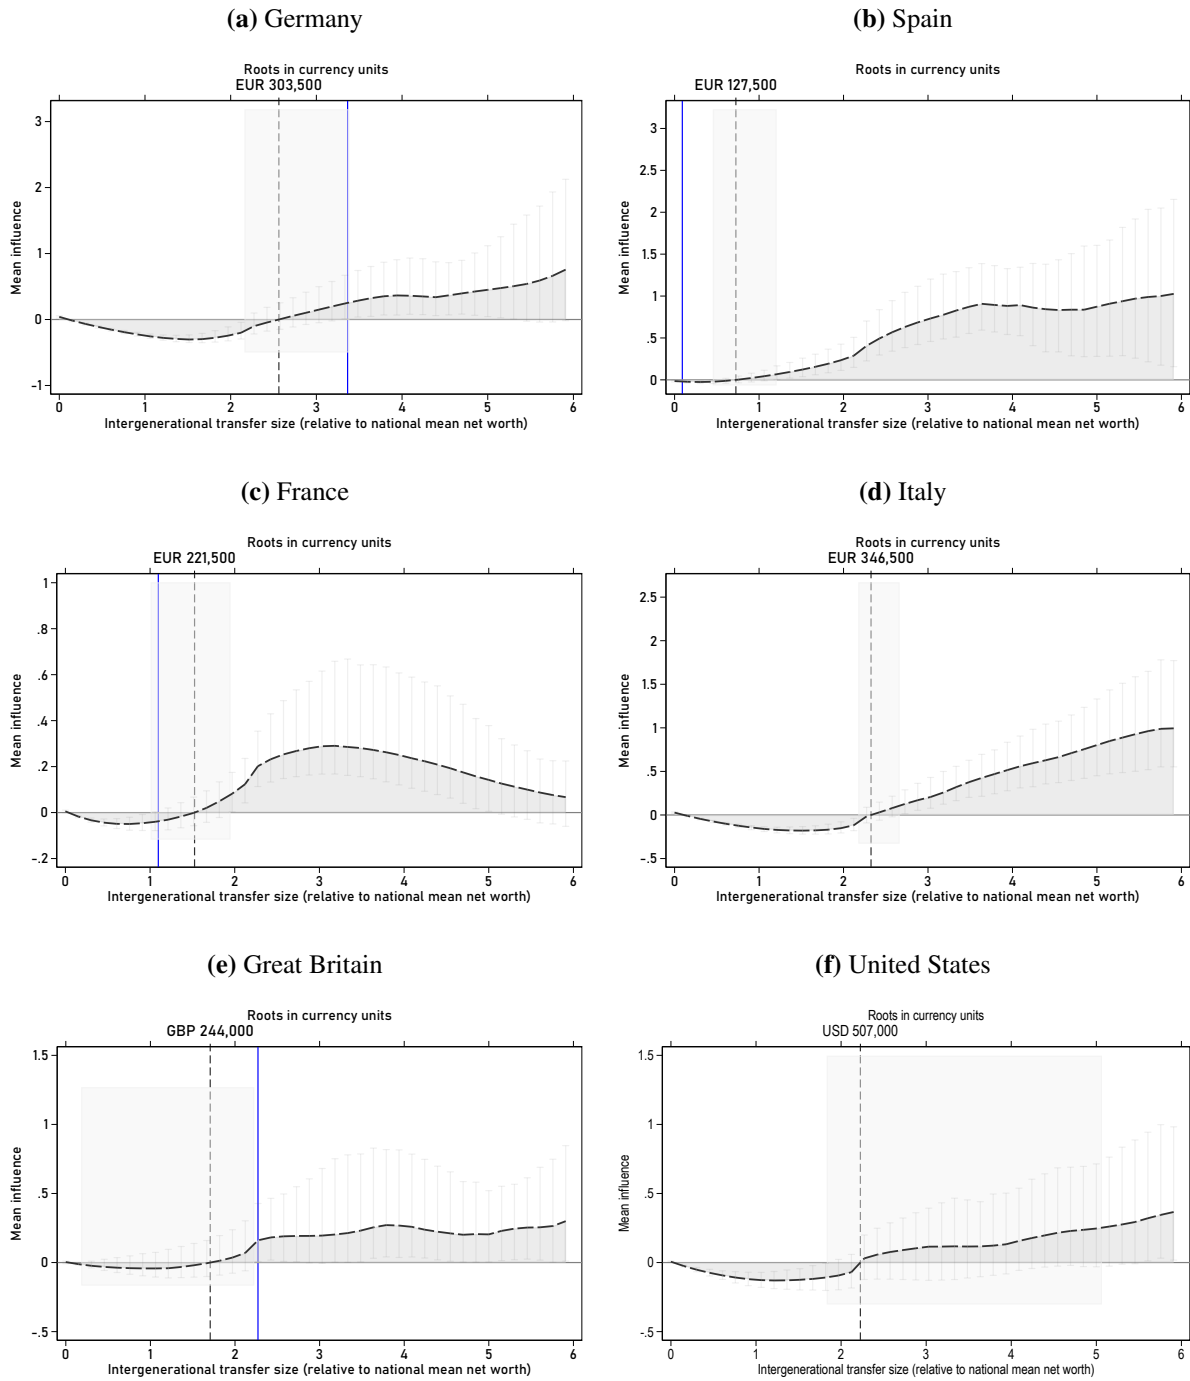 (a) Germany
Roots in currency units
EUR 303,500
3
2
1
0
-1
Mean influence
0 1 2 3 4 5 6
Intergenerational transfer size (relative to national mean net worth)
(b) Spain
Roots in currency units
EUR 127,500
3
2.5
2
1.5
1
.5
0
Mean influence
0 1 2 3 4 5 6
Intergenerational transfer size (relative to national mean net worth)
(c) France
Roots in currency units
EUR 221,500
1
.8
.6
.4
.2
0
-.2
Mean influence
0 1 2 3 4 5 6
Intergenerational transfer size (relative to national mean net worth)
(d) Italy
Roots in currency units
EUR 346,500
2.5
2
1.5
1
.5
0
-.5
Mean influence
0 1 2 3 4 5 6
Intergenerational transfer size (relative to national mean net worth)
(e) Great Britain
Roots in currency units
GBP 244,000
1.5
1
.5
0
-.5
Mean influence
0 1 2 3 4 5 6
Intergenerational transfer size (relative to national mean net worth)
(f) United States
Roots in currency units
USD 507,000
1.5
1
.5
0
-.5
Mean influence
0 1 2 3 4 5 6
Intergenerational transfer size (relative to national mean net worth)